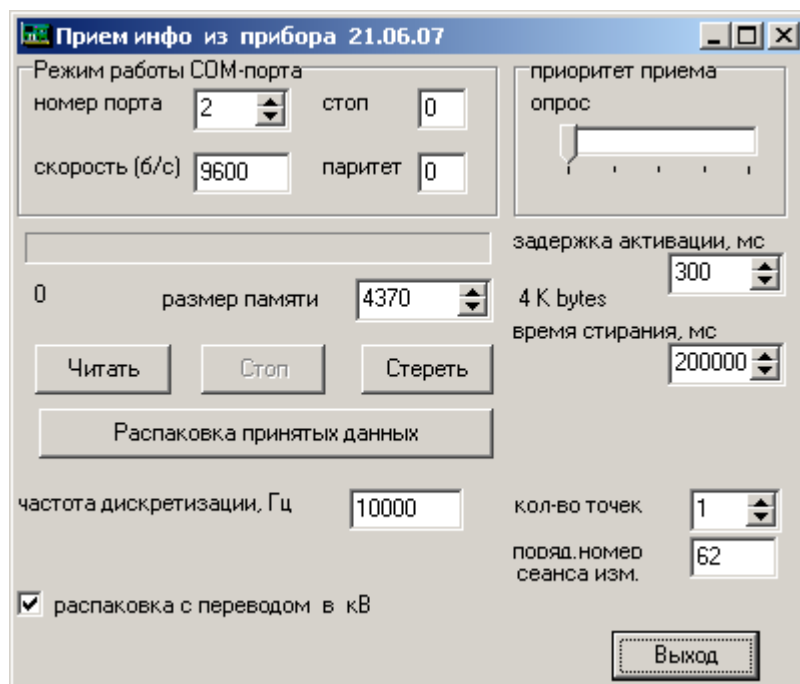 Прием инфо из прибора 21.06.07
Режим работы COM-порта
номер порта 2 стоп 0
скорость (б/с) 9600 паритет 0
приоритет приема
опрос
задержка активации, мс
300
0 размер памяти 4370 4 K bytes
время стирания, мс
200000
Читать Стоп Стереть
Распаковка принятых данных
частота дискретизации, Гц 10000 кол-во точек 1
поряд.номер 62
сеанса изм.
распаковка с переводом в кВ
Выход